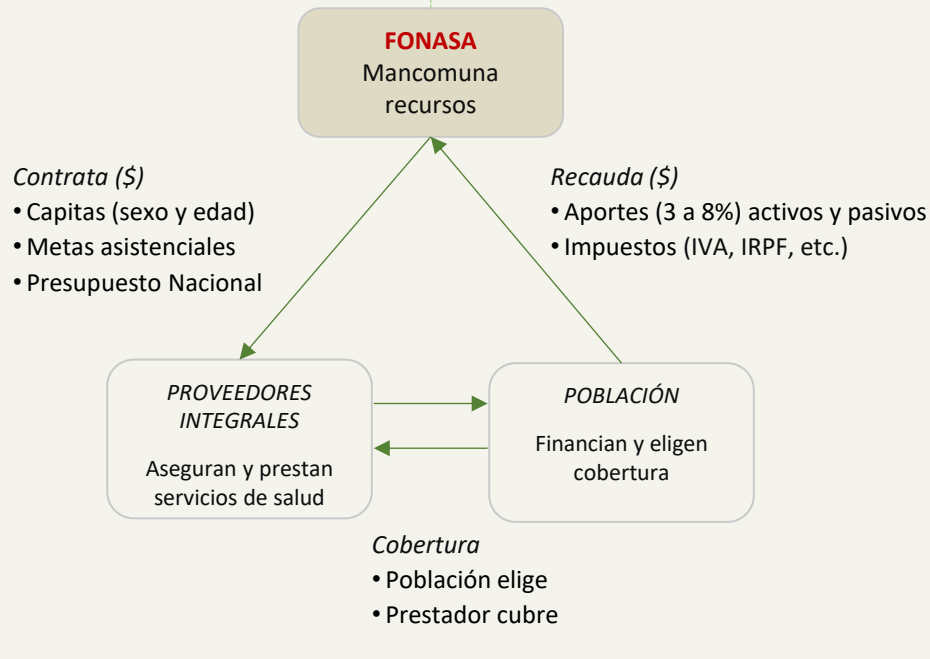 FONASA
Mancomuna
recursos
Contrata ($)
• Capitas (sexo y edad)
• Metas asistenciales
• Presupuesto Nacional
Recauda ($)
• Aportes (3 a 8%) activos y pasivos
• Impuestos (IVA, IRPF, etc.)
PROVEEDORES
INTEGRALES
Aseguran y prestan
servicios de salud
POBLACIÓN
Financian y eligen
cobertura
Cobertura
• Población elige
• Prestador cubre